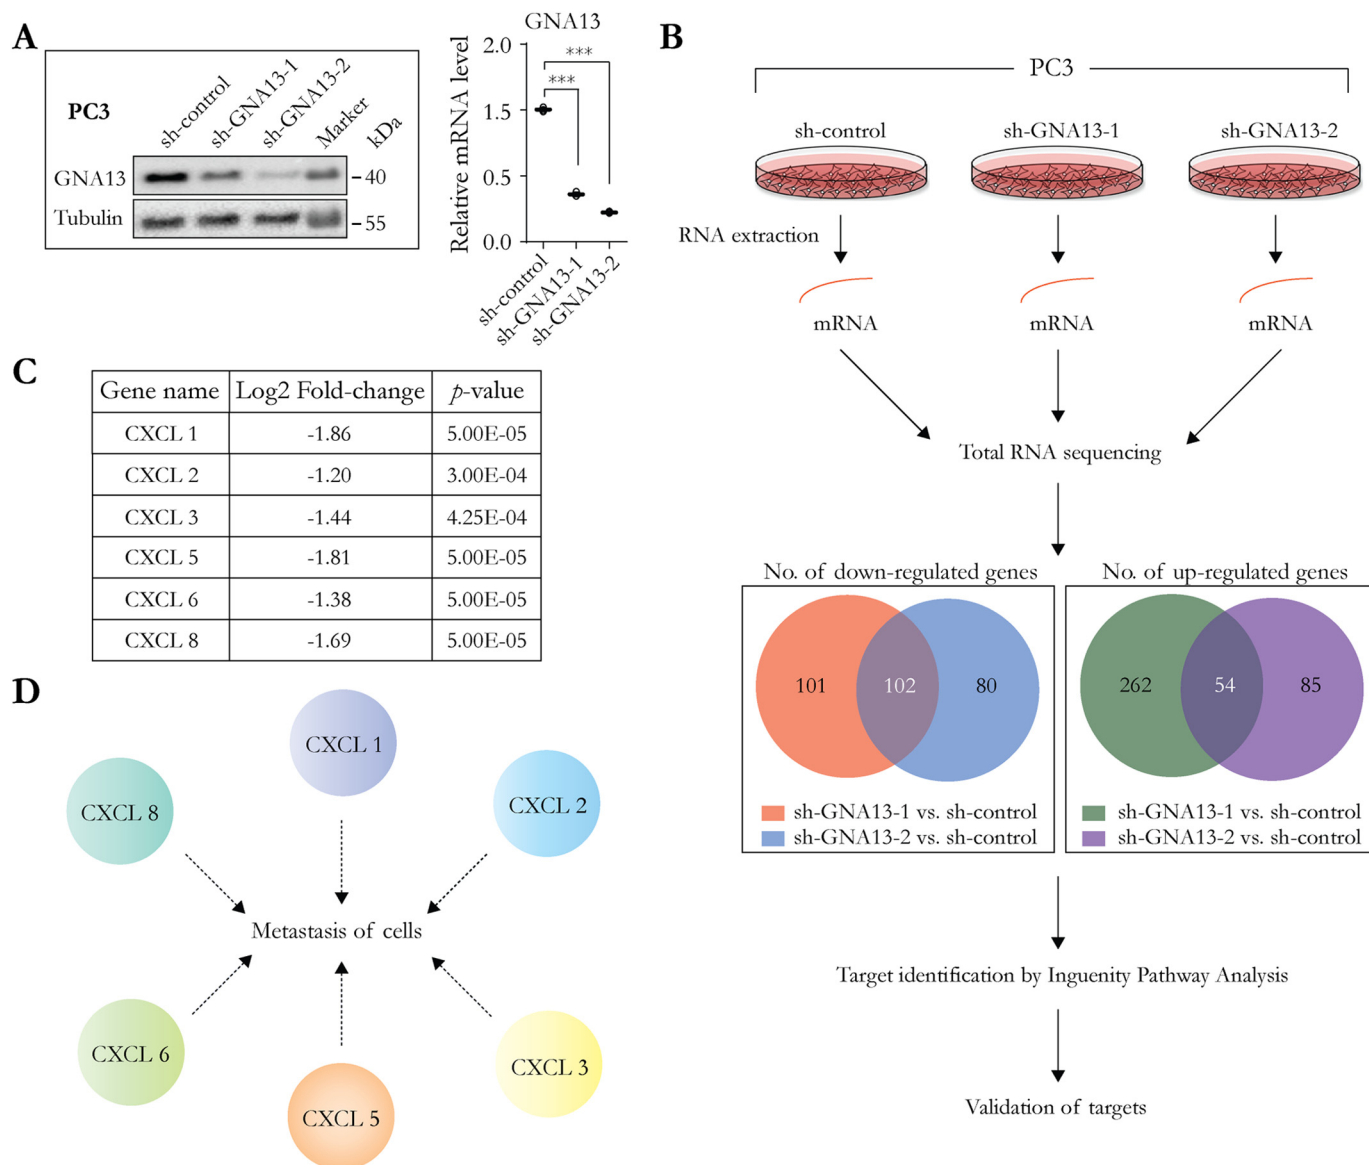 A
PC3
sh-control
sh-GNA13-1
sh-GNA13-2
Marker
kDa
GNA13
– 40
Tubulin
– 55
GNA13
Relative mRNA level
2.0
1.5
0.5
0.0
***
***
sh-control
sh-GNA13-1
sh-GNA13-2
B
PC3
sh-control
sh-GNA13-1
sh-GNA13-2
RNA extraction
mRNA
mRNA
mRNA
Total RNA sequencing
No. of down-regulated genes
No. of up-regulated genes
101
102
80
262
54
85
sh-GNA13-1 vs. sh-control
sh-GNA13-2 vs. sh-control
sh-GNA13-1 vs. sh-control
sh-GNA13-2 vs. sh-control
Target identification by Inguenity Pathway Analysis
Validation of targets
C
Gene name Log2 Fold-change p-value
CXCL 1 -1.86 5.00E-05
CXCL 2 -1.20 3.00E-04
CXCL 3 -1.44 4.25E-04
CXCL 5 -1.81 5.00E-05
CXCL 6 -1.38 5.00E-05
CXCL 8 -1.69 5.00E-05
D
CXCL 1
CXCL 8
CXCL 2
Metastasis of cells
CXCL 6
CXCL 3
CXCL 5